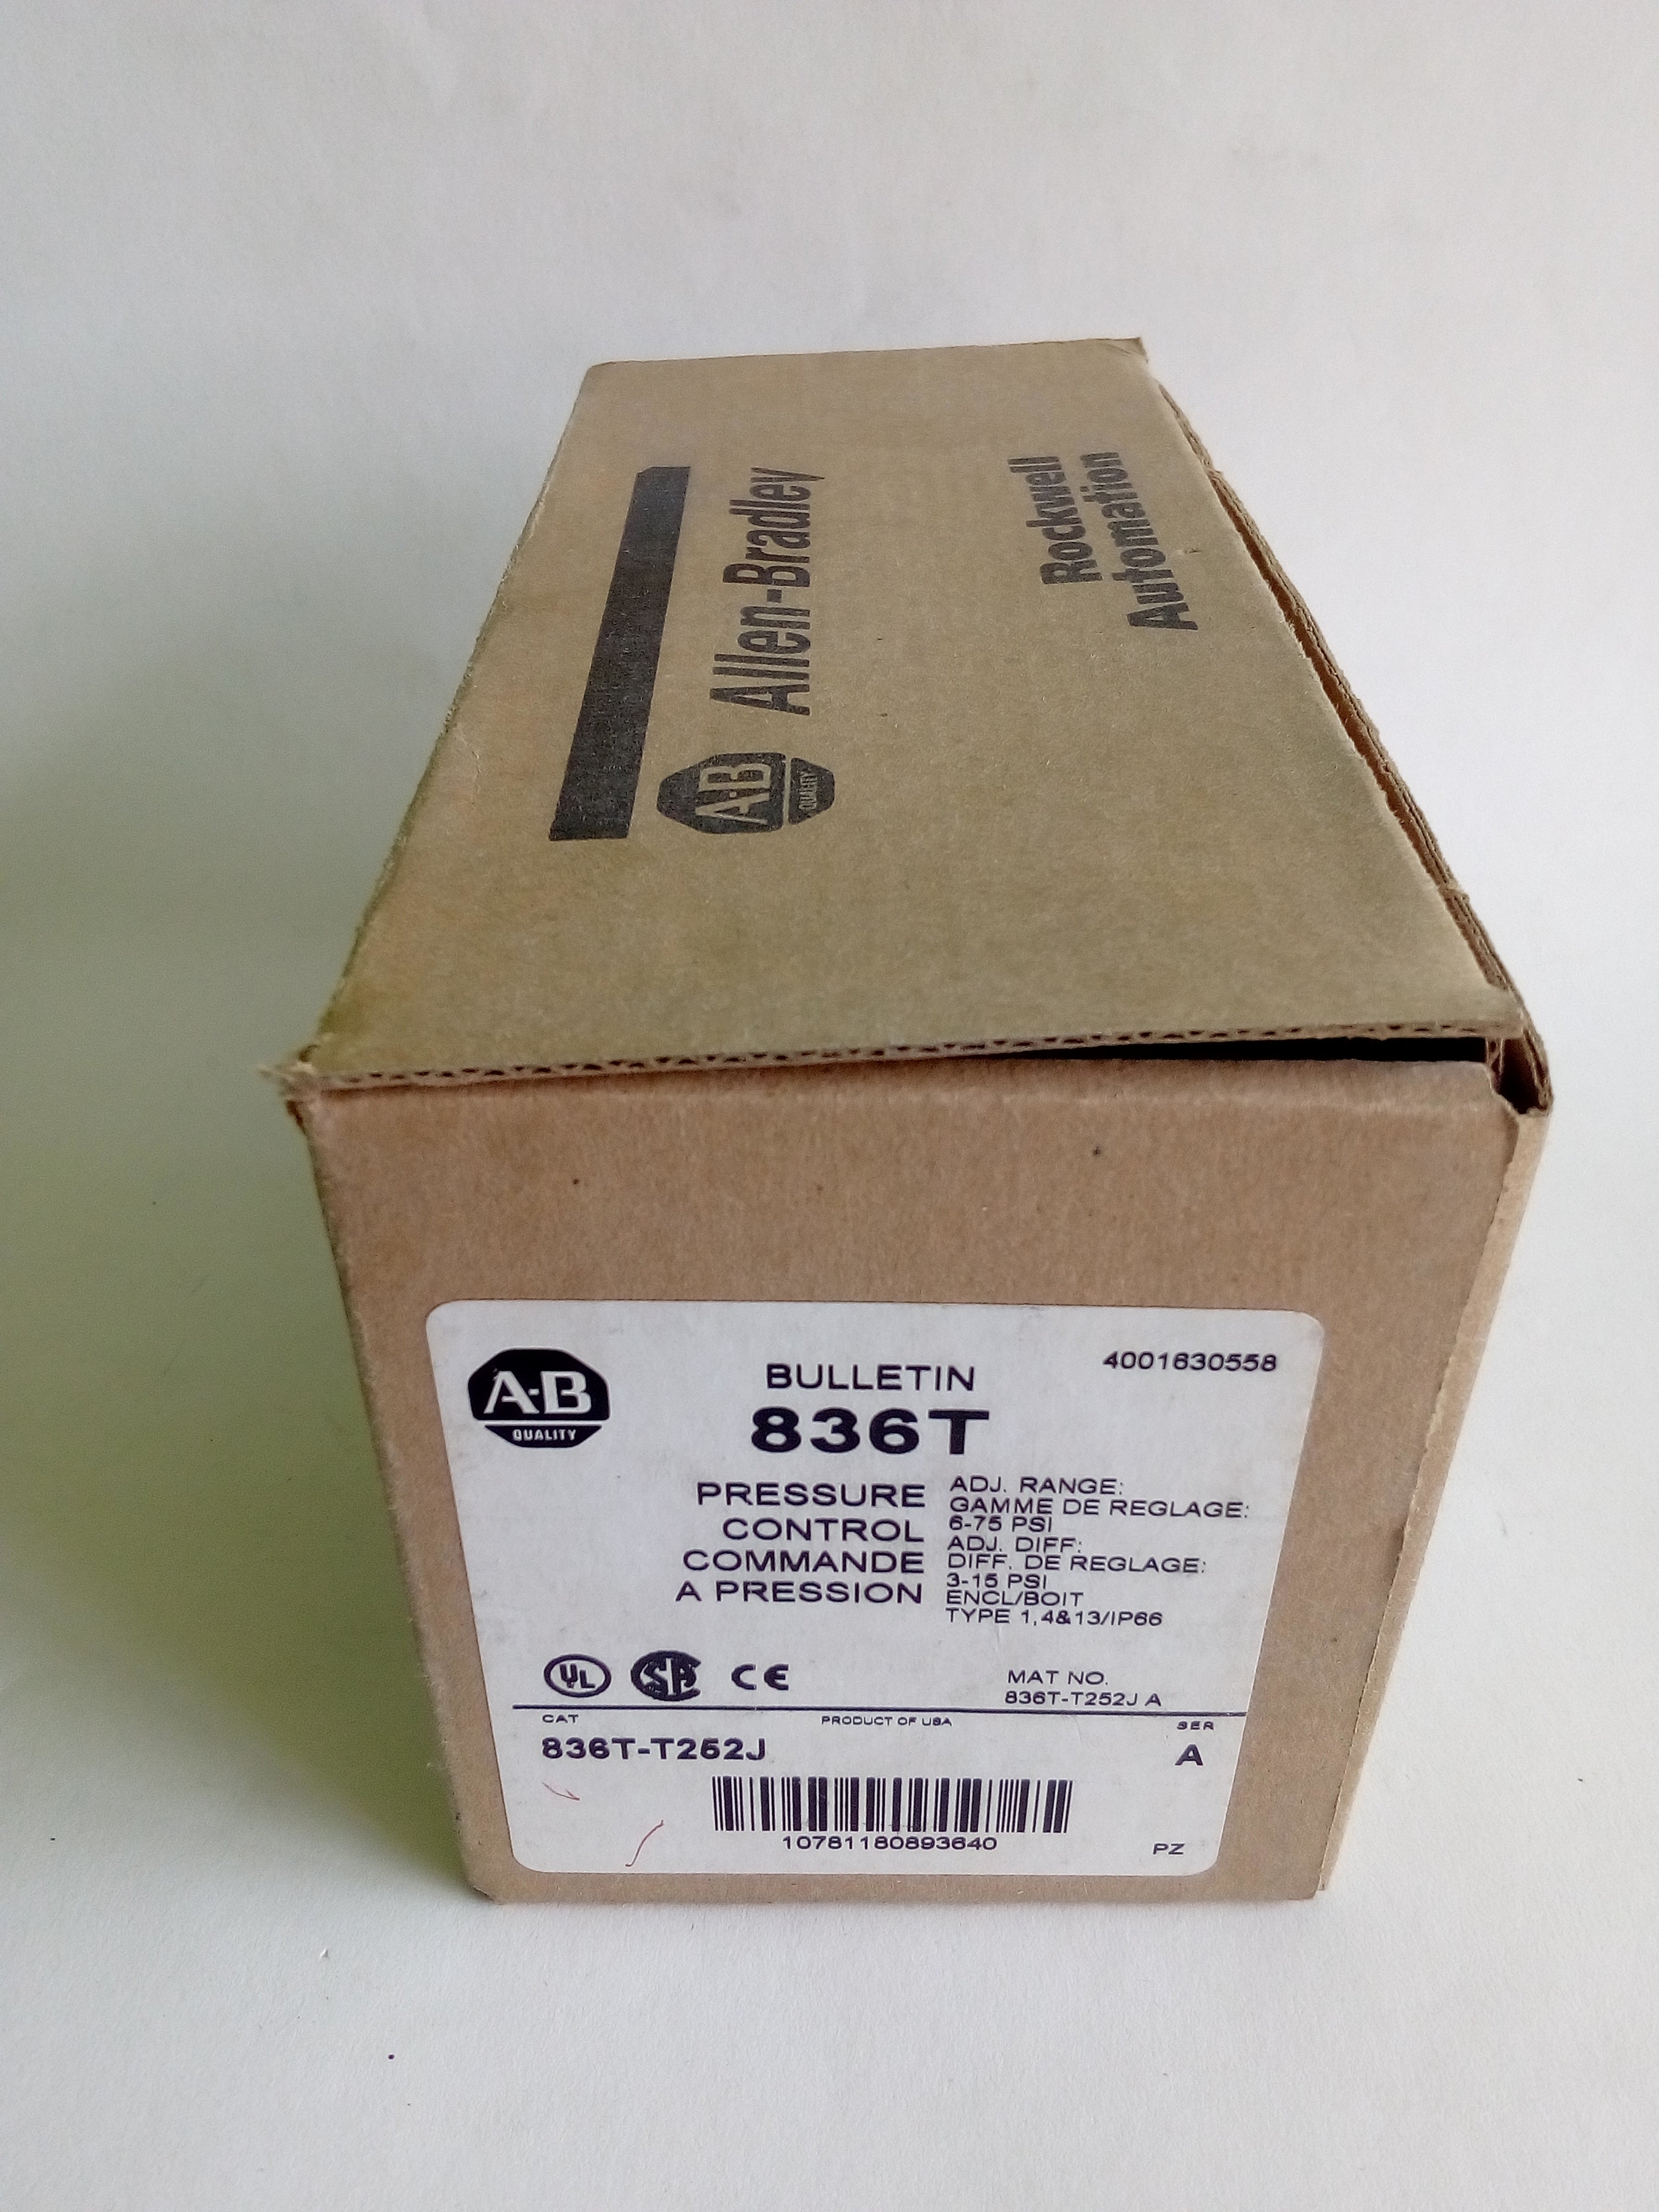 Allen-Bradley
A-B
QUALITY
Rockwell
Automation
A-B
QUALITY
BULLETIN
836T
4001630558
PRESSURE
CONTROL
COMMANDE
A PRESSION
ADJ. RANGE:
GAMME DE REGLAGE:
6-75 PSI
ADJ. DIFF:
DIFF. DE REGLAGE:
3-15 PSI
ENCL/BOIT
TYPE 1,4&13/IP66
UL
SA
CE
MAT NO.
836T-T252J A
CAT
PRODUCT OF USA
SER
836T-T252J
A
10781180893640
PZ